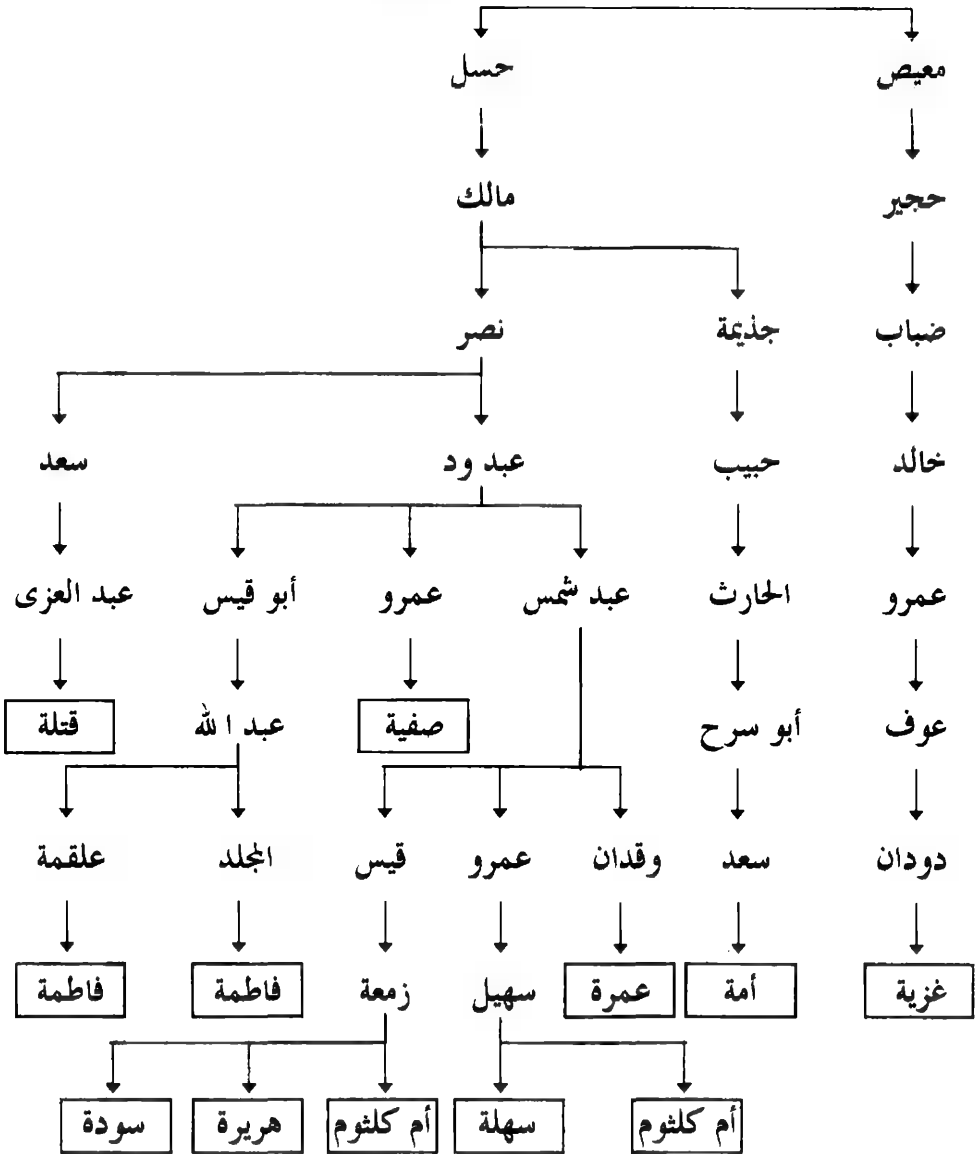 معيص حسل
حجير مالك
ضباب جذيمة نصر
خالد حبيب عبد ود سعد
عمرو الحارث عبد شمس عمرو أبو قيس عبد العزى
عوف أبو سرح صفية عبد الله قتلة
دودان سعد وقدان عمرو قيس المجلد علقمة
غزية أمة عمرة سهيل زمعة فاطمة فاطمة
أم كلثوم سهلة أم كلثوم هريرة سودة